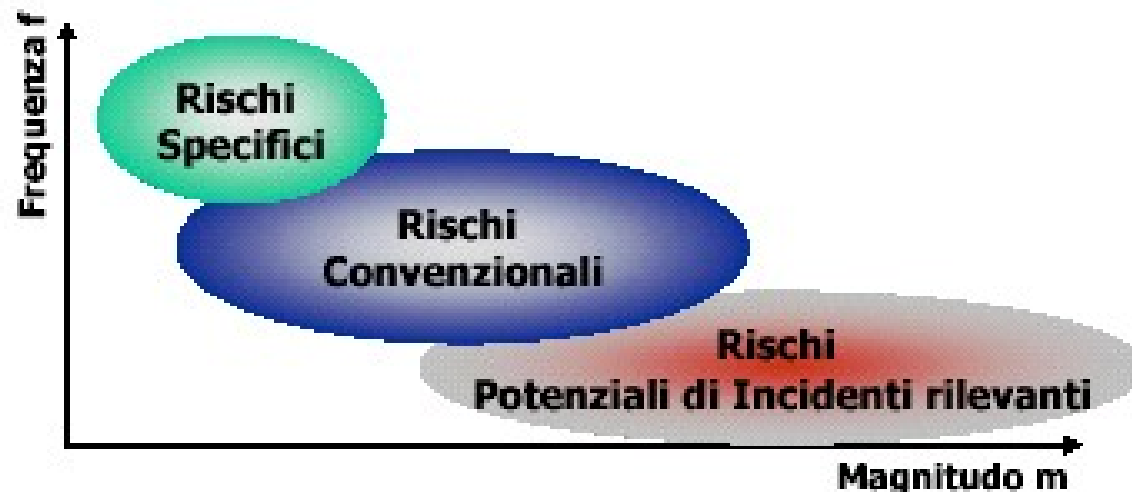 Frequenza f
Rischi
Specifici
Rischi
Convenzionali
Rischi
Potenziali di Incidenti rilevanti
Magnitudo m